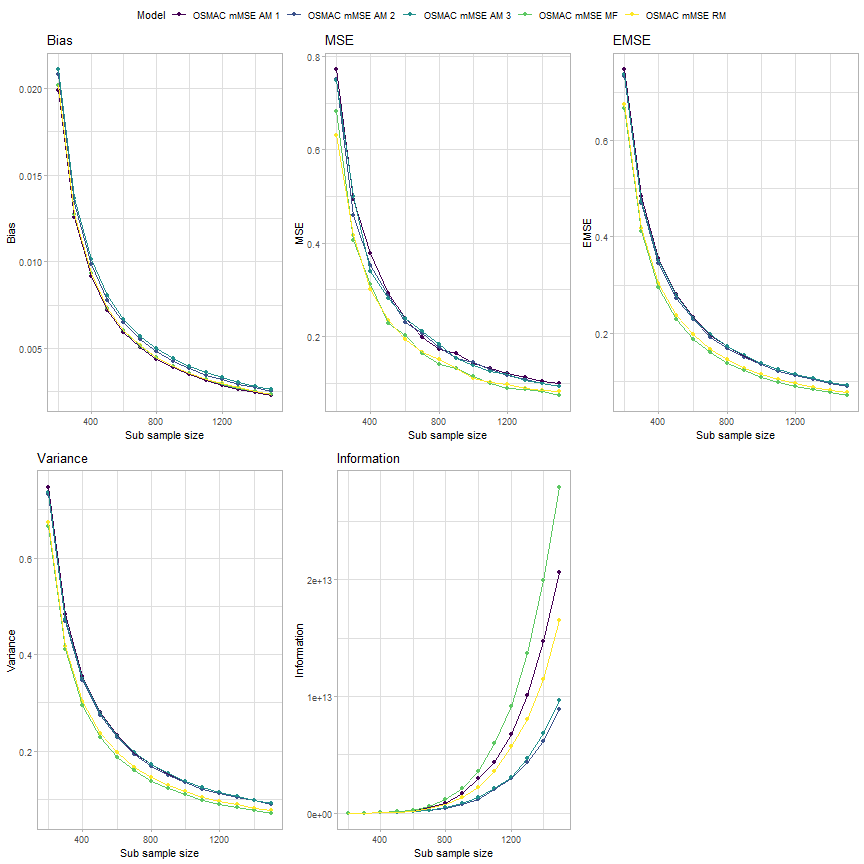 Model OSMAC mMSE AM 1 OSMAC mMSE AM 2 OSMAC mMSE AM 3 OSMAC mMSE MF OSMAC mMSE RM
Bias
0.020
0.015
0.010
0.005
Bias
400 800 1200
Sub sample size
MSE
0.8
0.6
0.4
0.2
MSE
400 800 1200
Sub sample size
EMSE
0.6
0.4
0.2
EMSE
400 800 1200
Sub sample size
Variance
0.6
0.4
0.2
Variance
400 800 1200
Sub sample size
Information
2e+13
1e+13
0e+00
Information
400 800 1200
Sub sample size